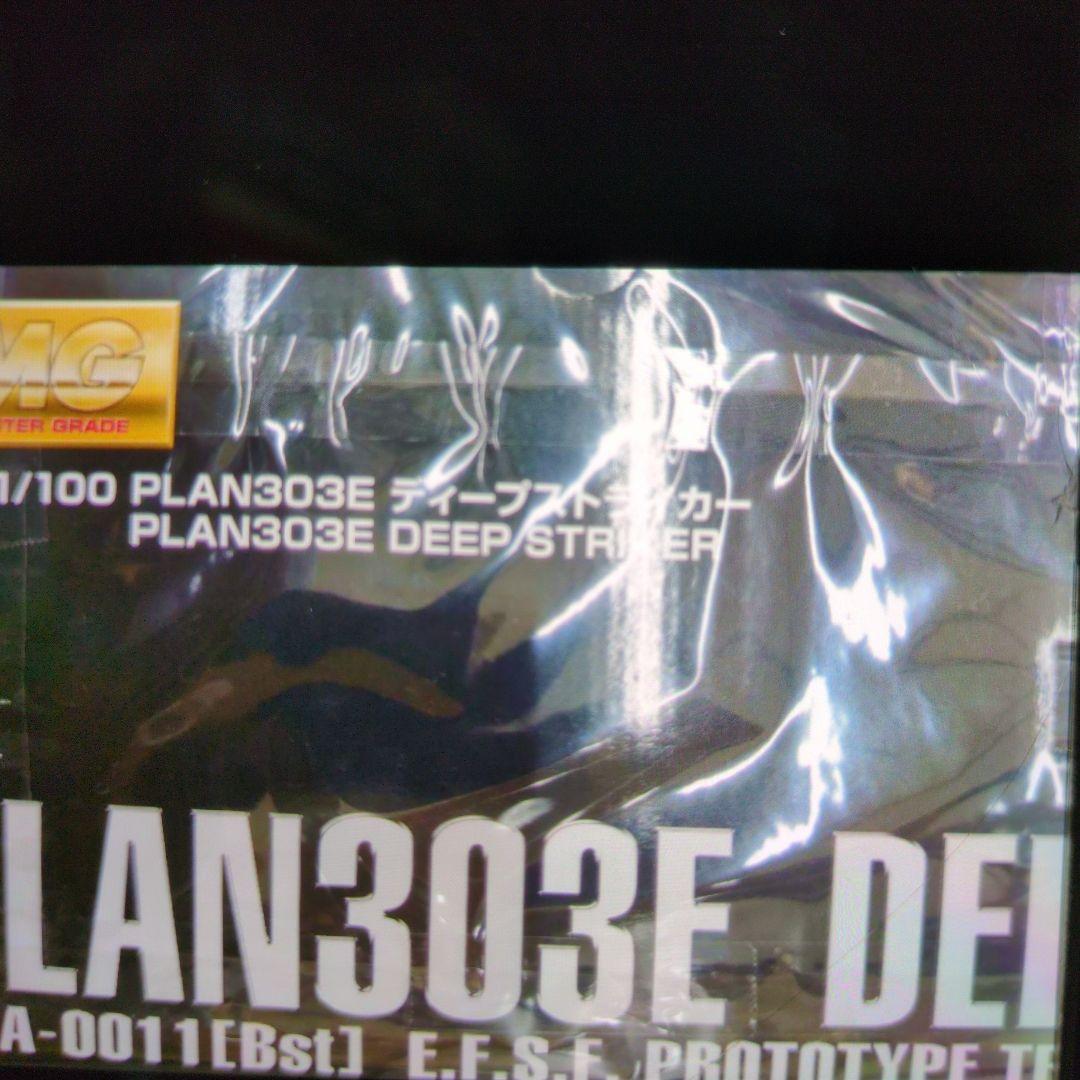 MG
TER GRADE
1/100 PLAN303E ディープストライカー
PLAN303E DEEP STRIKER
LAN303E DE
A-0011[Bst] E.F.S.F. PROTOTYPE TE